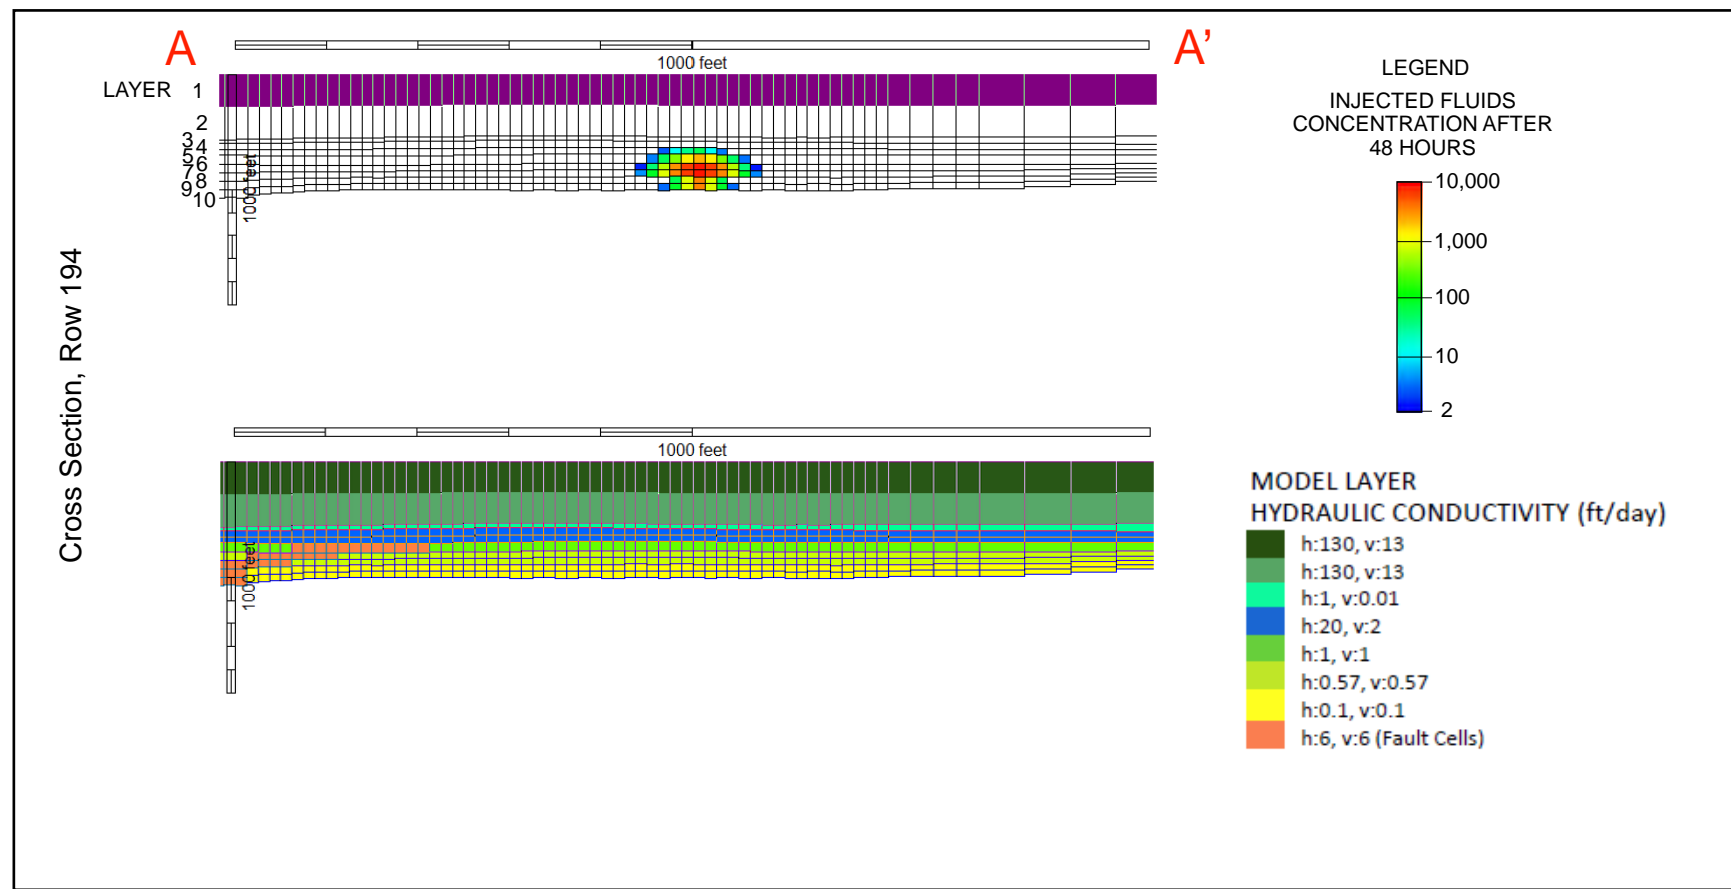 A
A'
1000 feet
LAYER 1
2
3
4
5
6
7
8
9
10
1000 feet
Cross Section, Row 194
LEGEND
INJECTED FLUIDS
CONCENTRATION AFTER
48 HOURS
10,000
1,000
100
10
2
1000 feet
1000 feet
MODEL LAYER
HYDRAULIC CONDUCTIVITY (ft/day)
h:130, v:13
h:130, v:13
h:1, v:0.01
h:20, v:2
h:1, v:1
h:0.57, v:0.57
h:0.1, v:0.1
h:6, v:6 (Fault Cells)